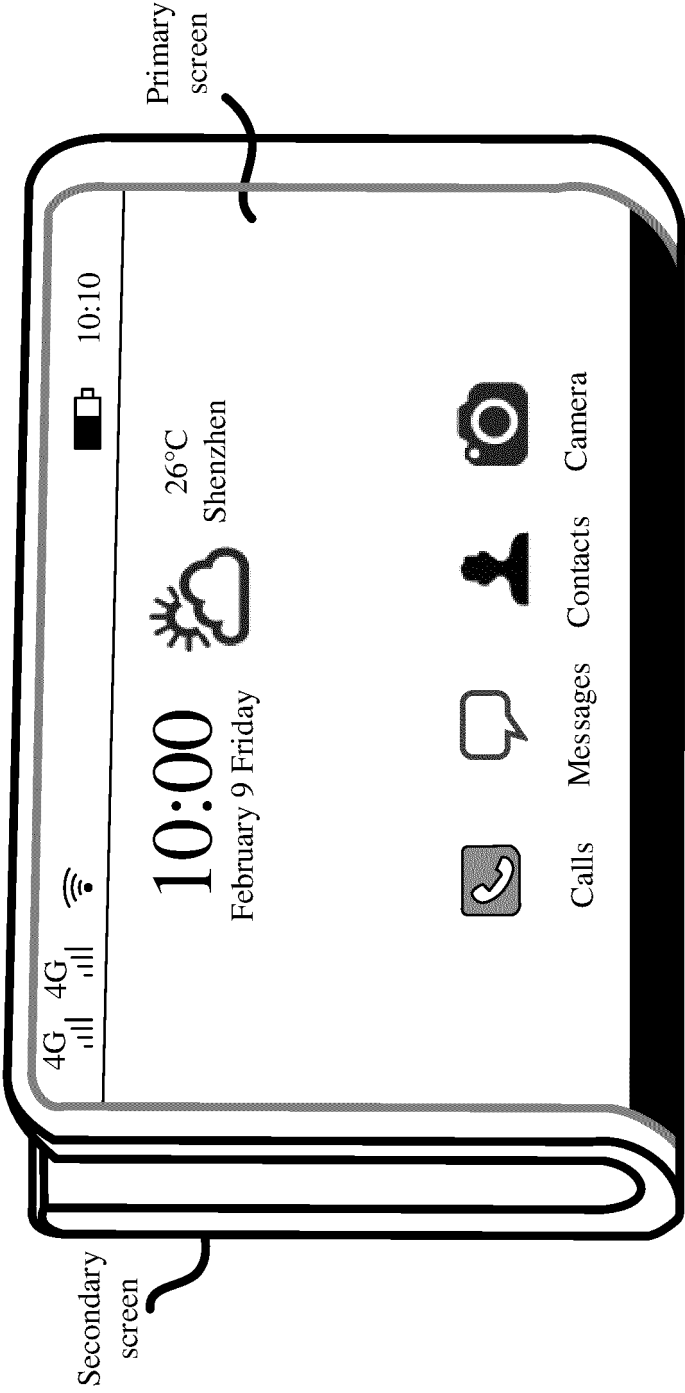 Primary
screen
4G 4G 10:10
10:00
February 9 Friday
26°C
Shenzhen
Calls Messages Contacts Camera
Secondary
screen